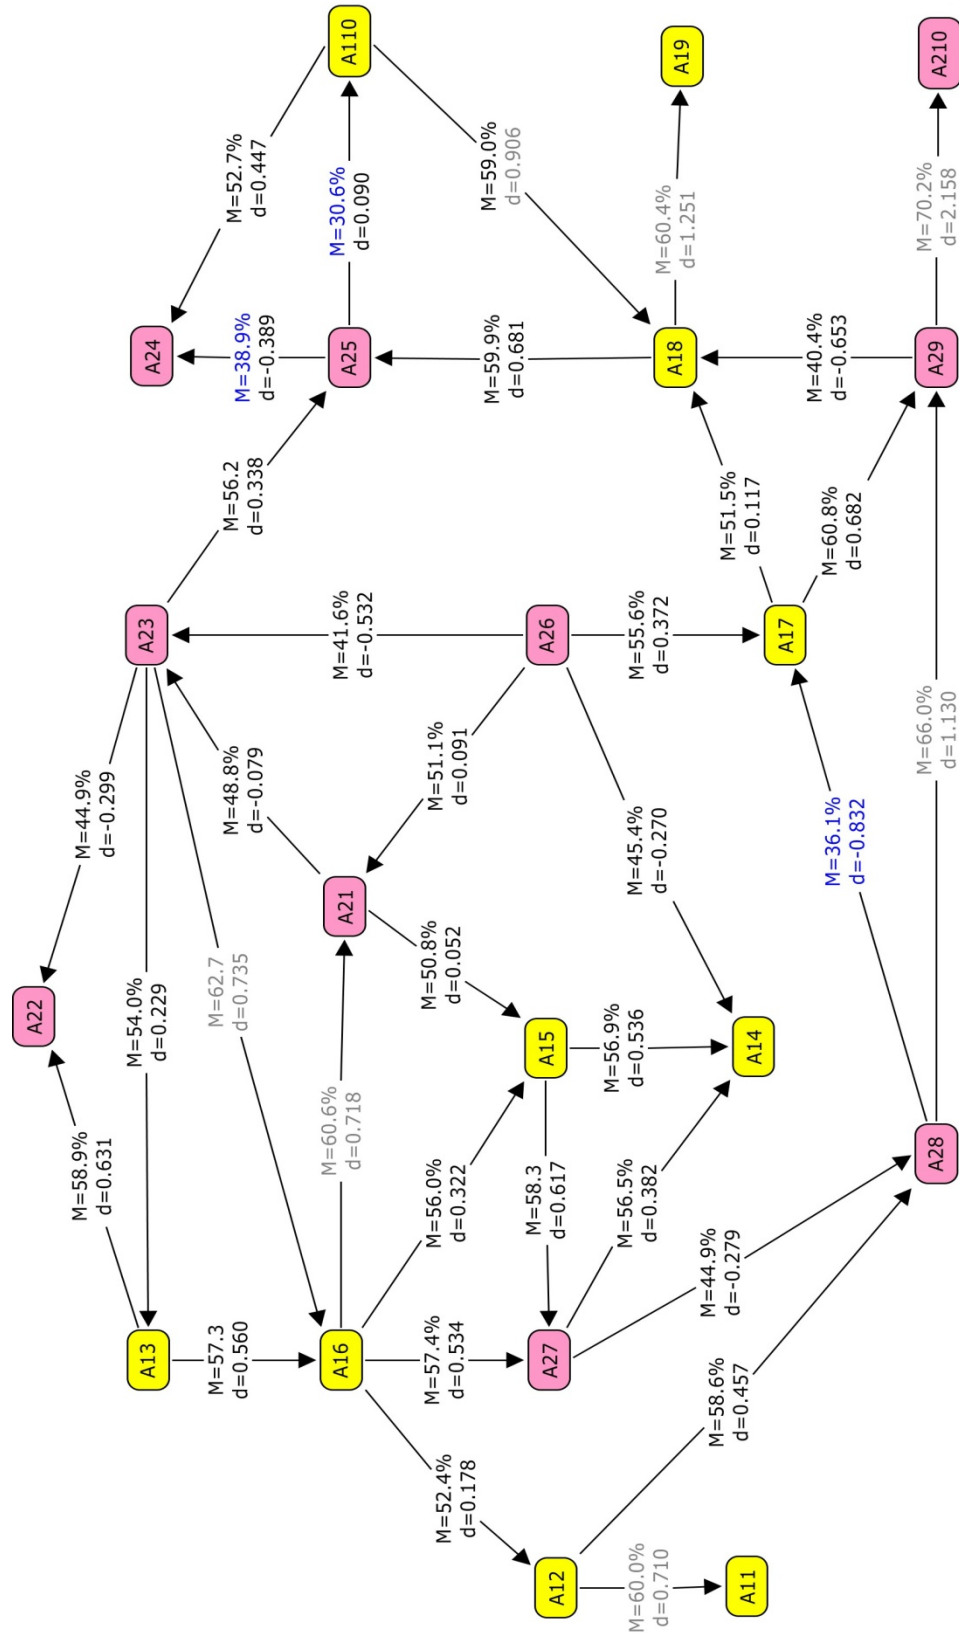 A22
M=58.9%
d=0.631
M=44.9%
d=-0.299
A13
M=54.0%
d=0.229
A23
A24
M=52.7%
d=0.447
A110
M=57.3
d=0.560
M=62.7
d=0.735
M=56.2
d=0.338
M=38.9%
d=-0.389
M=30.6%
d=0.090
A16
M=60.6%
d=0.718
A21
M=48.8%
d=-0.079
M=41.6%
d=-0.532
A25
M=52.4%
d=0.178
M=57.4%
d=0.534
M=56.0%
d=0.322
M=50.8%
d=0.052
M=51.1%
d=0.091
M=59.9%
d=0.681
M=59.0%
d=0.906
A12
A27
M=58.3
d=0.617
A15
A26
M=60.0%
d=0.710
M=56.5%
d=0.382
M=56.9%
d=0.536
M=45.4%
d=-0.270
M=55.6%
d=0.372
A18
M=60.4%
d=1.251
A19
A11
M=58.6%
d=0.457
M=44.9%
d=-0.279
A14
A17
M=51.5%
d=0.117
M=60.8%
d=0.682
M=40.4%
d=-0.653
M=36.1%
d=-0.832
A28
M=66.0%
d=1.130
A29
M=70.2%
d=2.158
A210